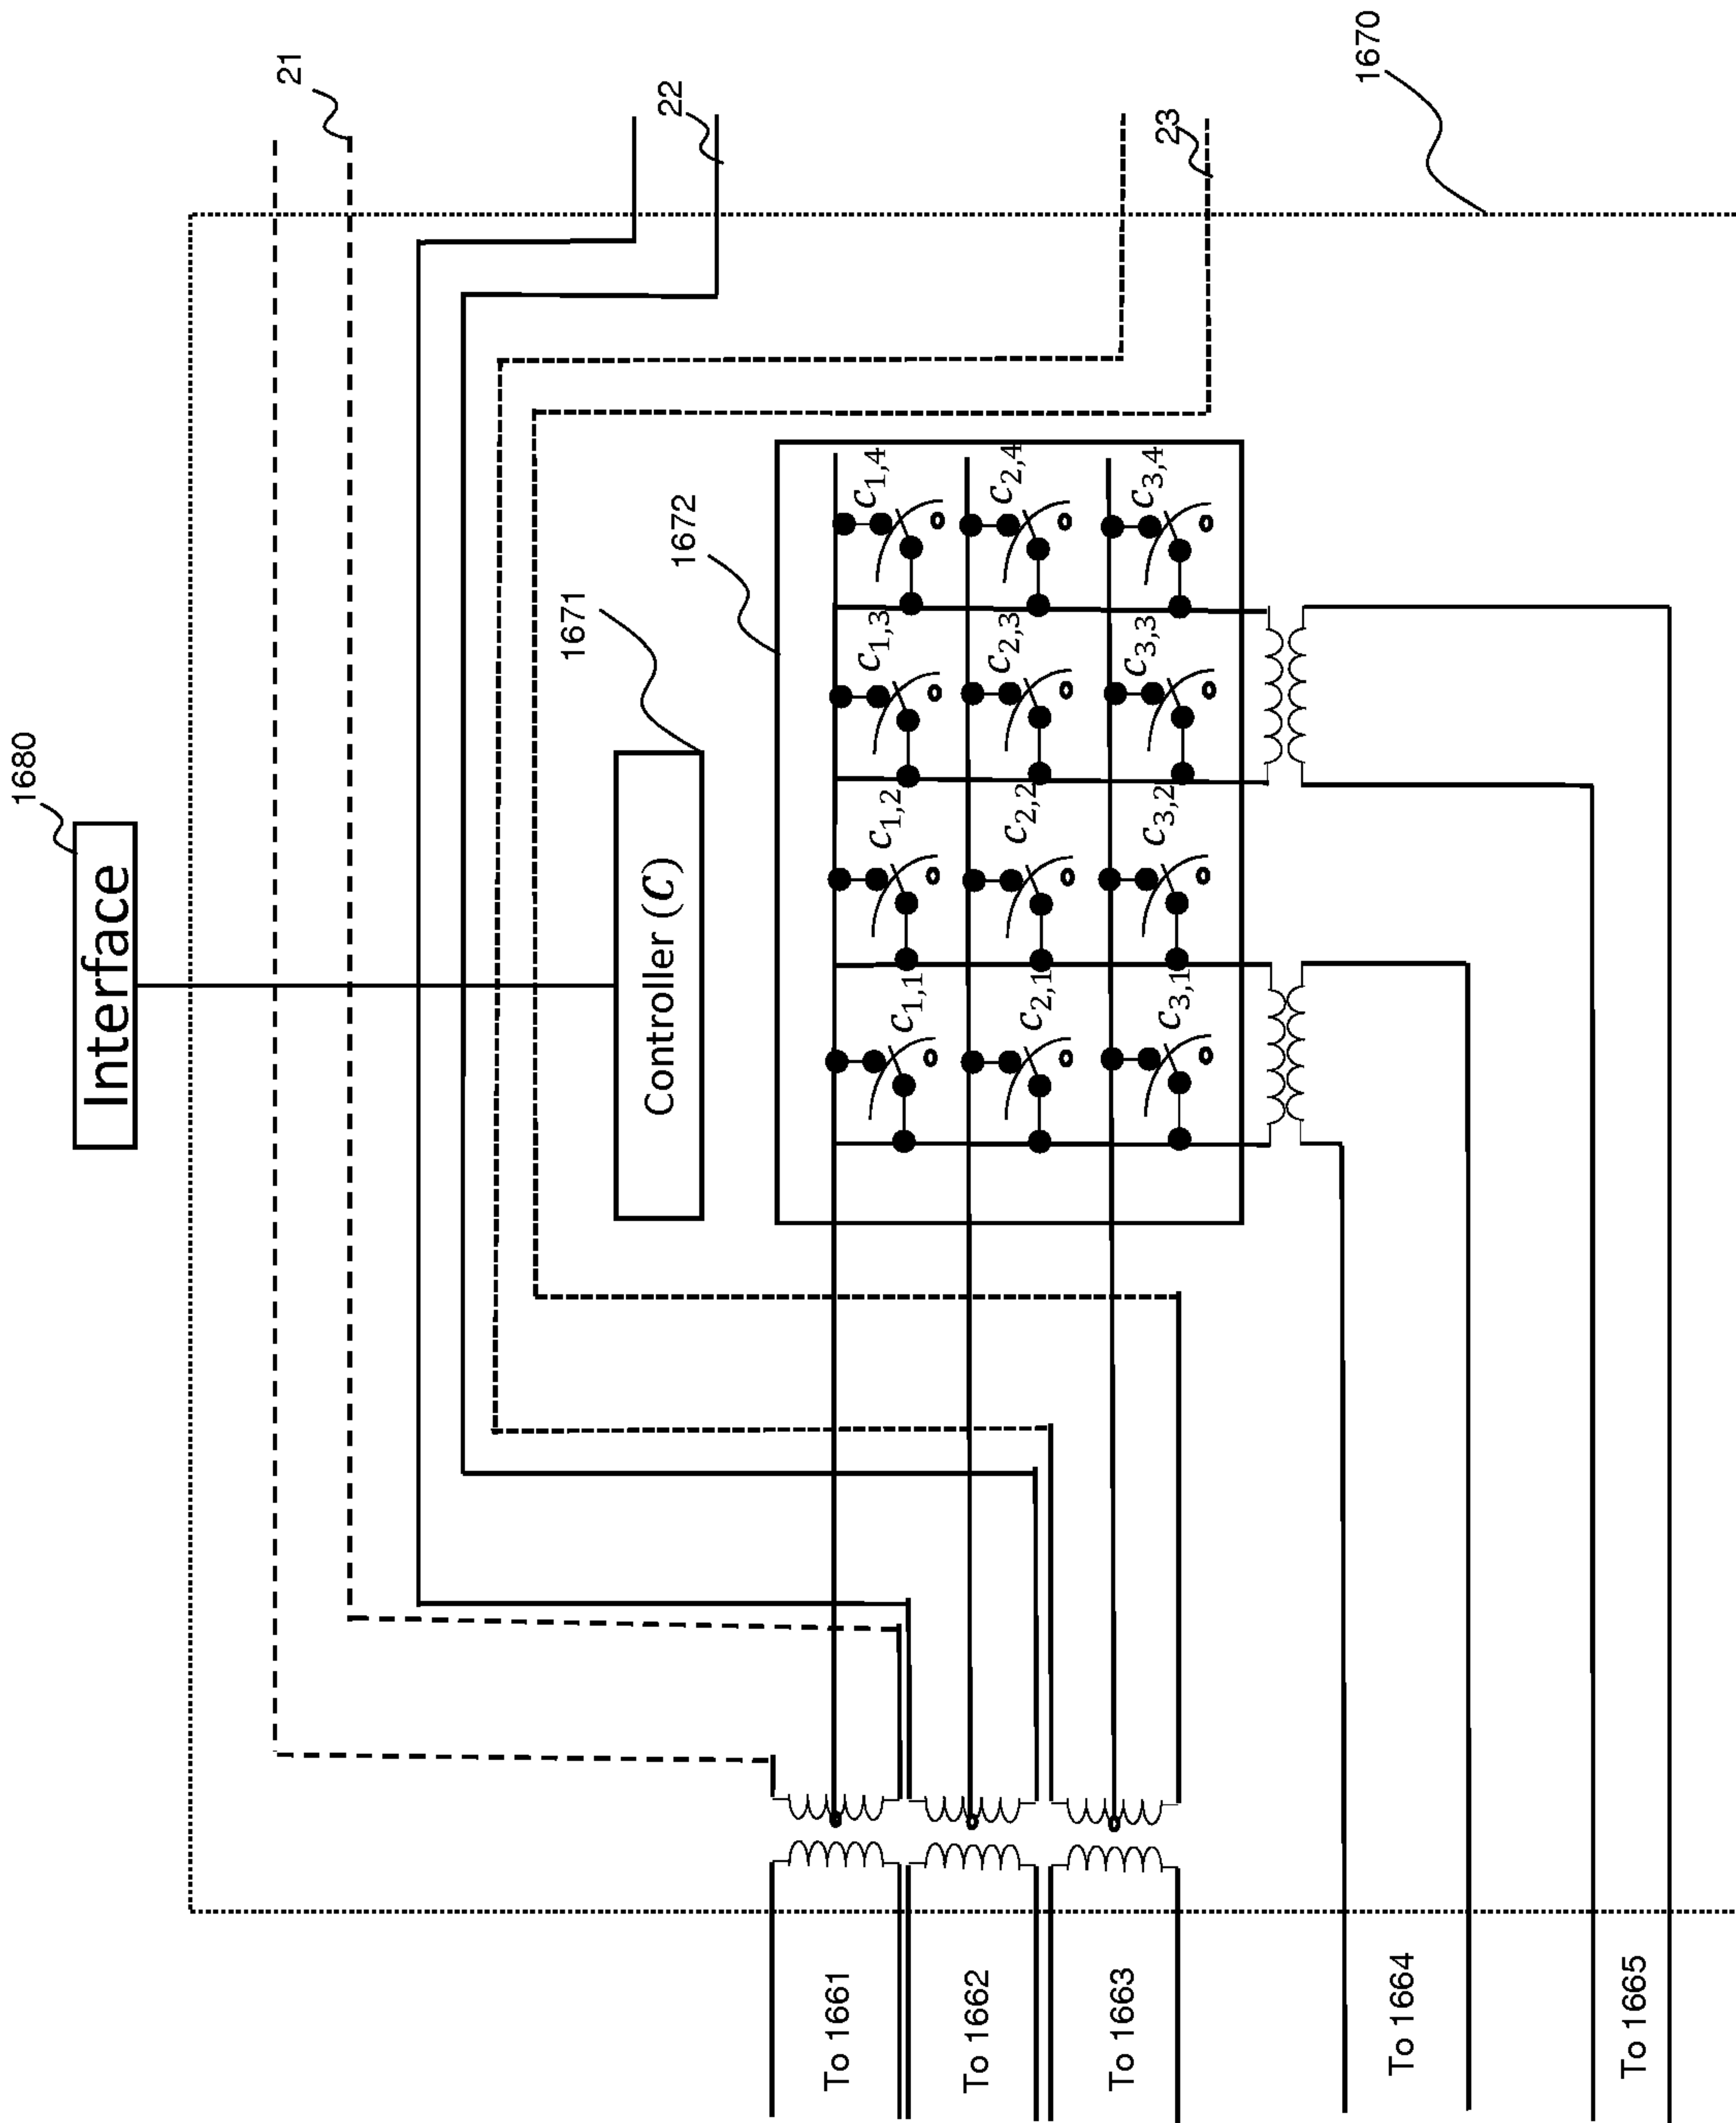 Interface
1680
21
22
23
1670
Controller (C)
1671
1672
c1,1
c1,2
c1,3
c1,4
c2,1
c2,2
c2,3
c2,4
c3,1
c3,2
c3,3
c3,4
To 1661
To 1662
To 1663
To 1664
To 1665